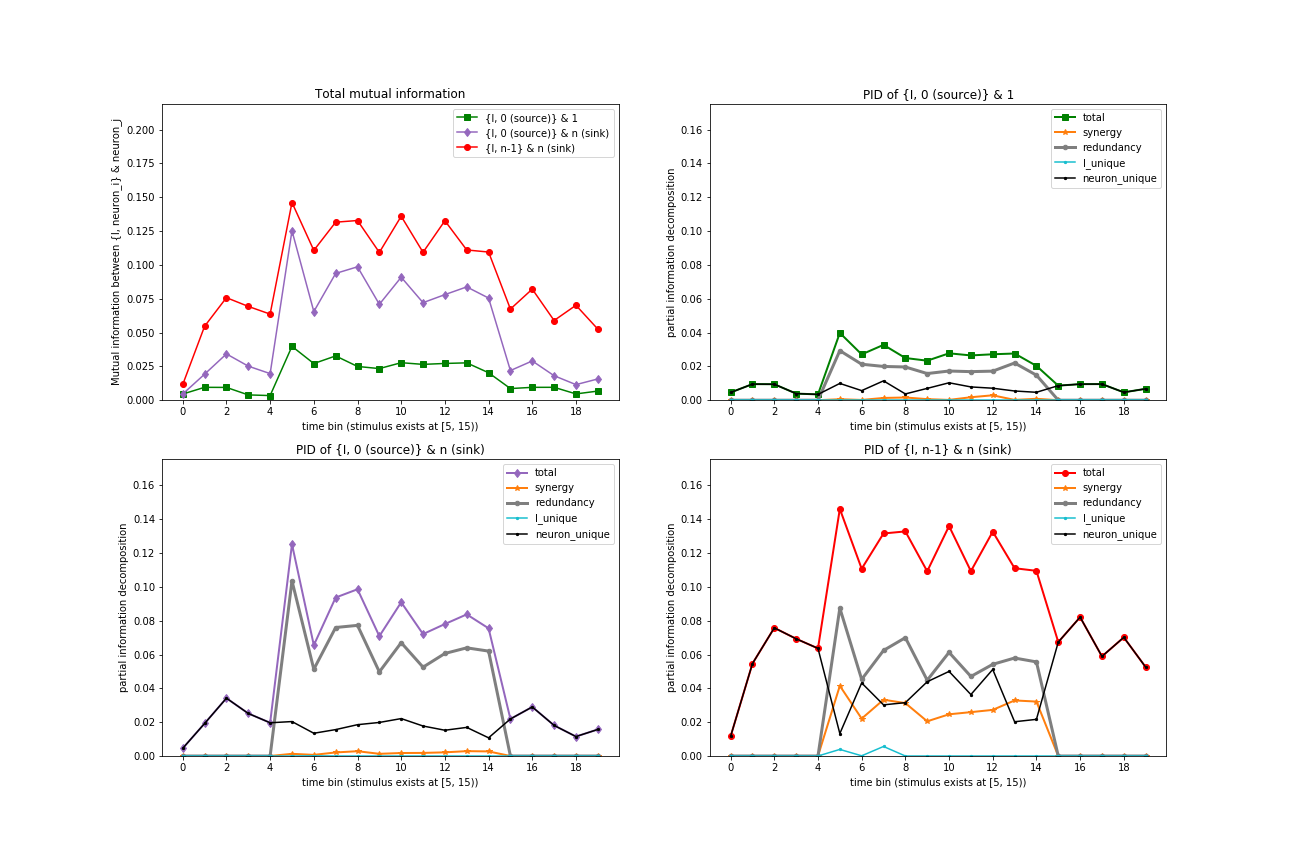 Total mutual information
Mutual information between {I, neuron_i} & neuron_j
0.200
0.175
0.150
0.125
0.100
0.075
0.050
0.025
0.000
{I, 0 (source)} & 1
{I, 0 (source)} & n (sink)
{I, n-1} & n (sink)
0 2 4 6 8 10 12 14 16 18
time bin (stimulus exists at [5, 15))
PID of {I, 0 (source)} & 1
partial information decomposition
0.16
0.14
0.12
0.10
0.08
0.06
0.04
0.02
0.00
total
synergy
redundancy
I_unique
neuron_unique
0 2 4 6 8 10 12 14 16 18
time bin (stimulus exists at [5, 15))
PID of {I, 0 (source)} & n (sink)
partial information decomposition
0.16
0.14
0.12
0.10
0.08
0.06
0.04
0.02
0.00
total
synergy
redundancy
I_unique
neuron_unique
0 2 4 6 8 10 12 14 16 18
time bin (stimulus exists at [5, 15))
PID of {I, n-1} & n (sink)
partial information decomposition
0.16
0.14
0.12
0.10
0.08
0.06
0.04
0.02
0.00
total
synergy
redundancy
I_unique
neuron_unique
0 2 4 6 8 10 12 14 16 18
time bin (stimulus exists at [5, 15))